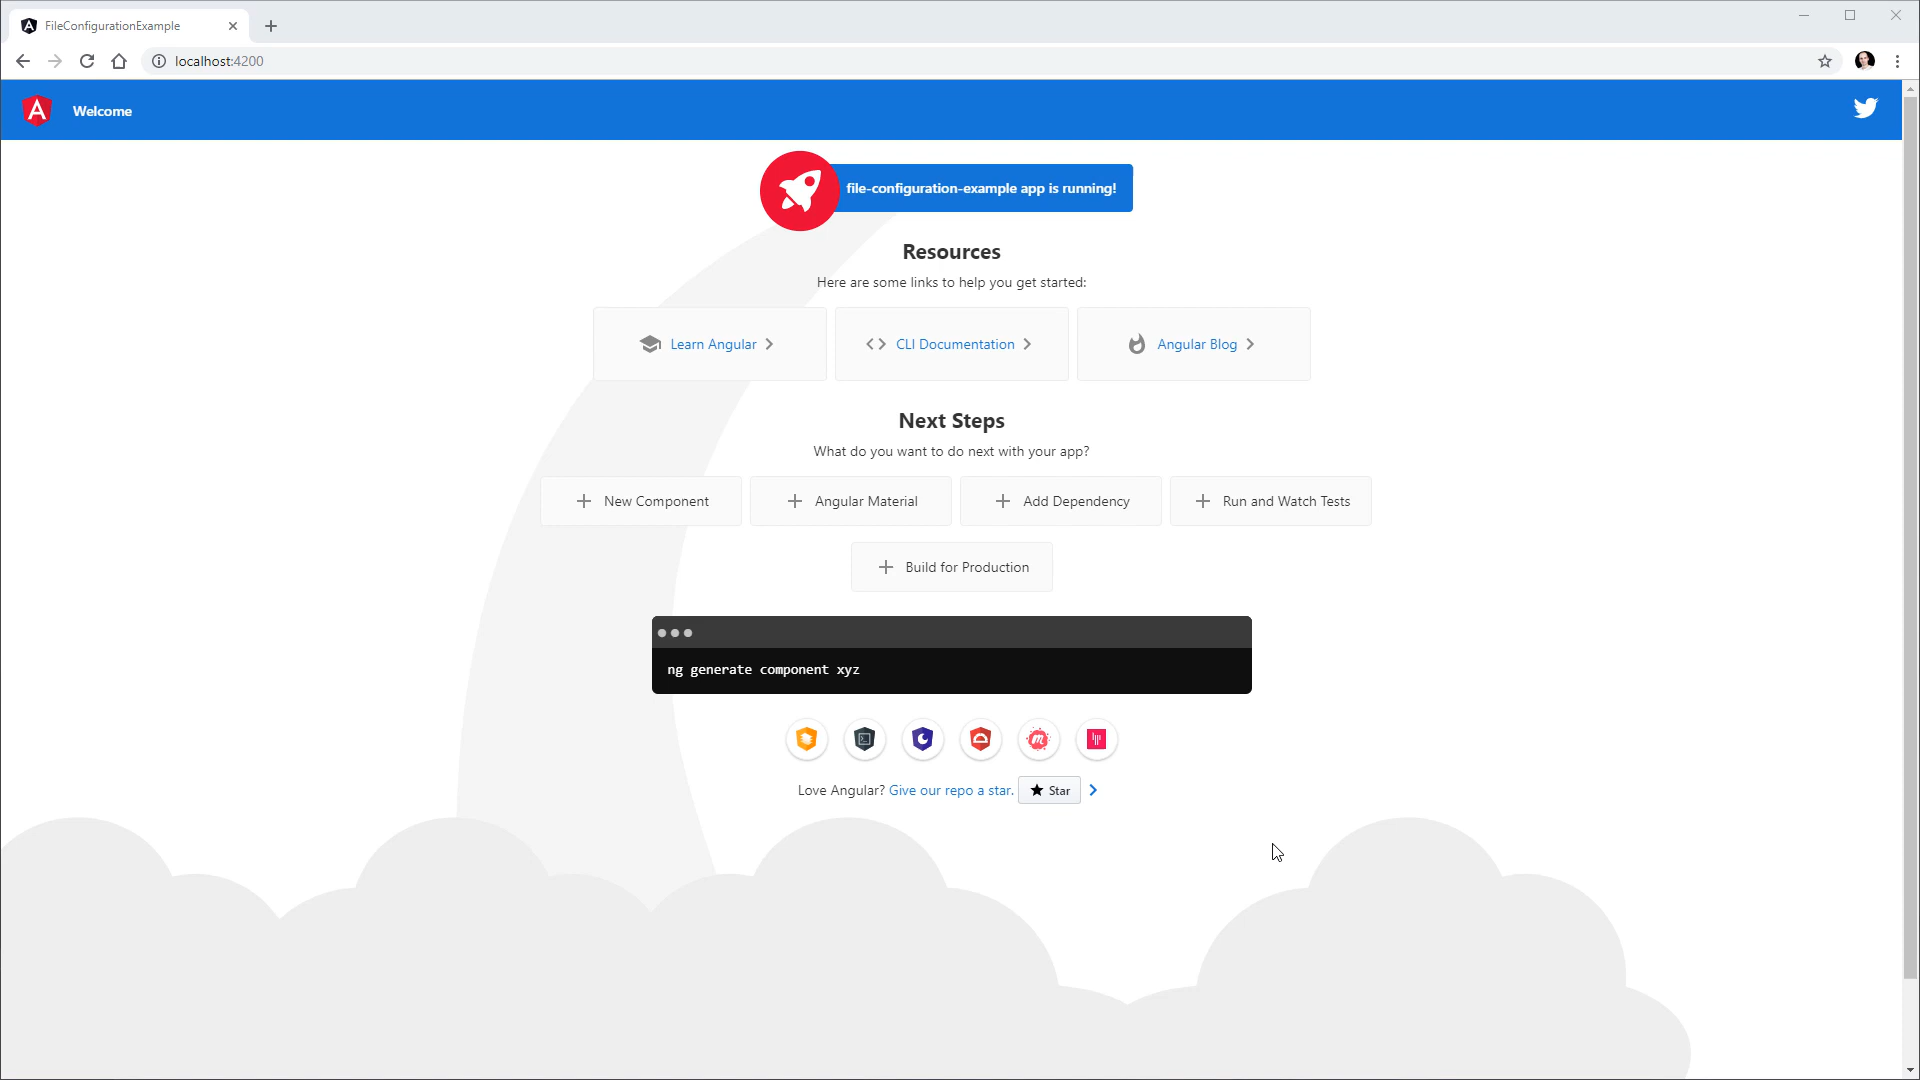 FileConfigurationExample
localhost:4200
Welcome
file-configuration-example app is running!
Resources
Here are some links to help you get started:
Learn Angular
CLI Documentation
Angular Blog
Next Steps
What do you want to do next with your app?
New Component
Angular Material
Add Dependency
Run and Watch Tests
Build for Production
ng generate component xyz
Love Angular? Give our repo a star. Star